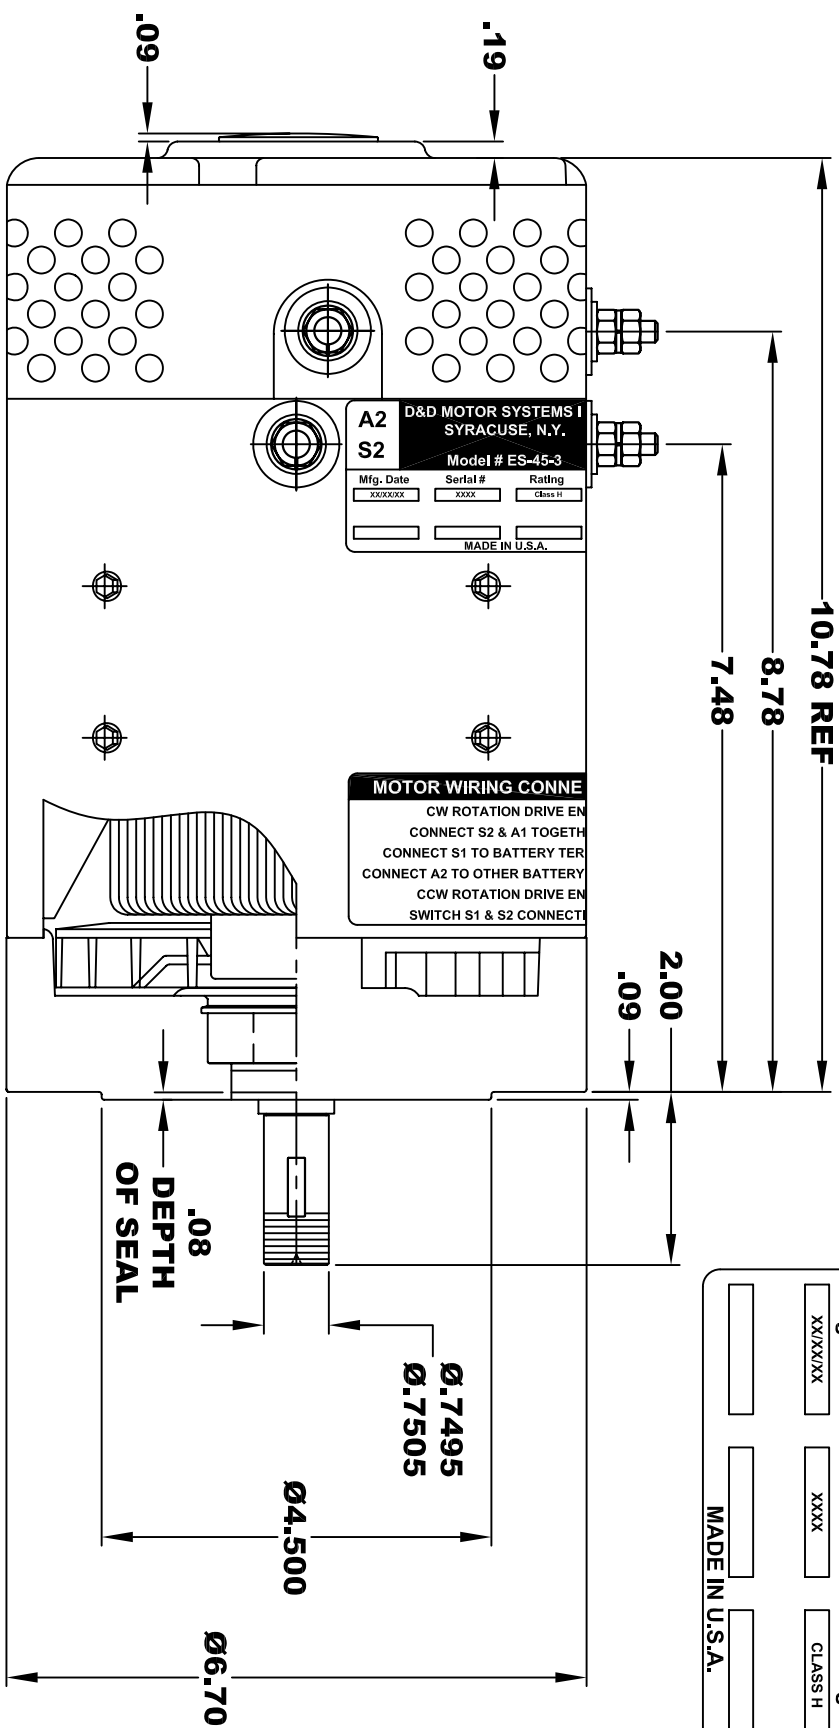 .09
.19
10.78 REF
8.78
7.48
A2
S2
D&D MOTOR SYSTEMS I
SYRACUSE, N.Y.
Model # ES-45-3
Mfg. Date Serial # Rating
XX/XX/XX XXXX Class H
MADE IN U.S.A.
MOTOR WIRING CONNE
CW ROTATION DRIVE EN
CONNECT S2 & A1 TOGETH
CONNECT S1 TO BATTERY TER
CONNECT A2 TO OTHER BATTERY
CCW ROTATION DRIVE EN
SWITCH S1 & S2 CONNECTI
2.00
.09
.08
DEPTH
OF SEAL
Ø.7495
Ø.7505
Ø4.500
Ø6.70
XX/XX/XX XXXX CLASS H
MADE IN U.S.A.